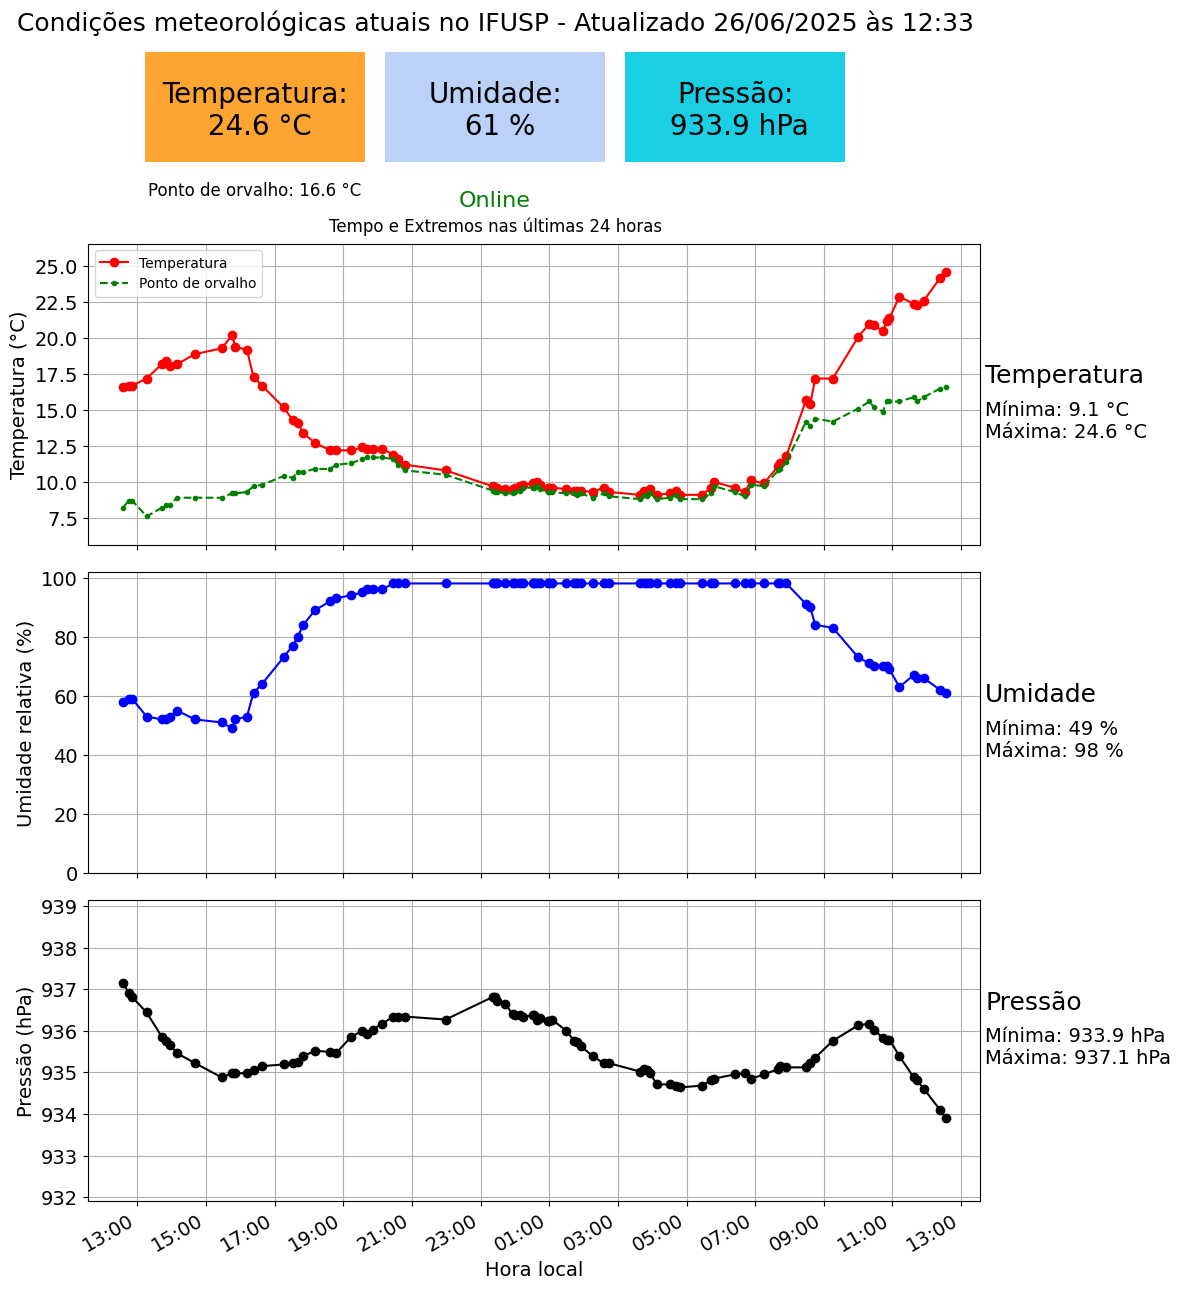 Condições meteorológicas atuais no IFUSP - Atualizado 26/06/2025 às 12:33
Temperatura:
24.6 °C
Umidade:
61 %
Pressão:
933.9 hPa
Ponto de orvalho: 16.6 °C
Online
Tempo e Extremos nas últimas 24 horas
Temperatura (°C)
25.0
22.5
20.0
17.5
15.0
12.5
10.0
7.5
Temperatura
Ponto de orvalho
Temperatura
Mínima: 9.1 °C
Máxima: 24.6 °C
Umidade relativa (%)
100
80
60
40
20
0
Umidade
Mínima: 49 %
Máxima: 98 %
Pressão (hPa)
939
938
937
936
935
934
933
932
Pressão
Mínima: 933.9 hPa
Máxima: 937.1 hPa
13:00
15:00
17:00
19:00
21:00
23:00
01:00
03:00
05:00
07:00
09:00
11:00
13:00
Hora local